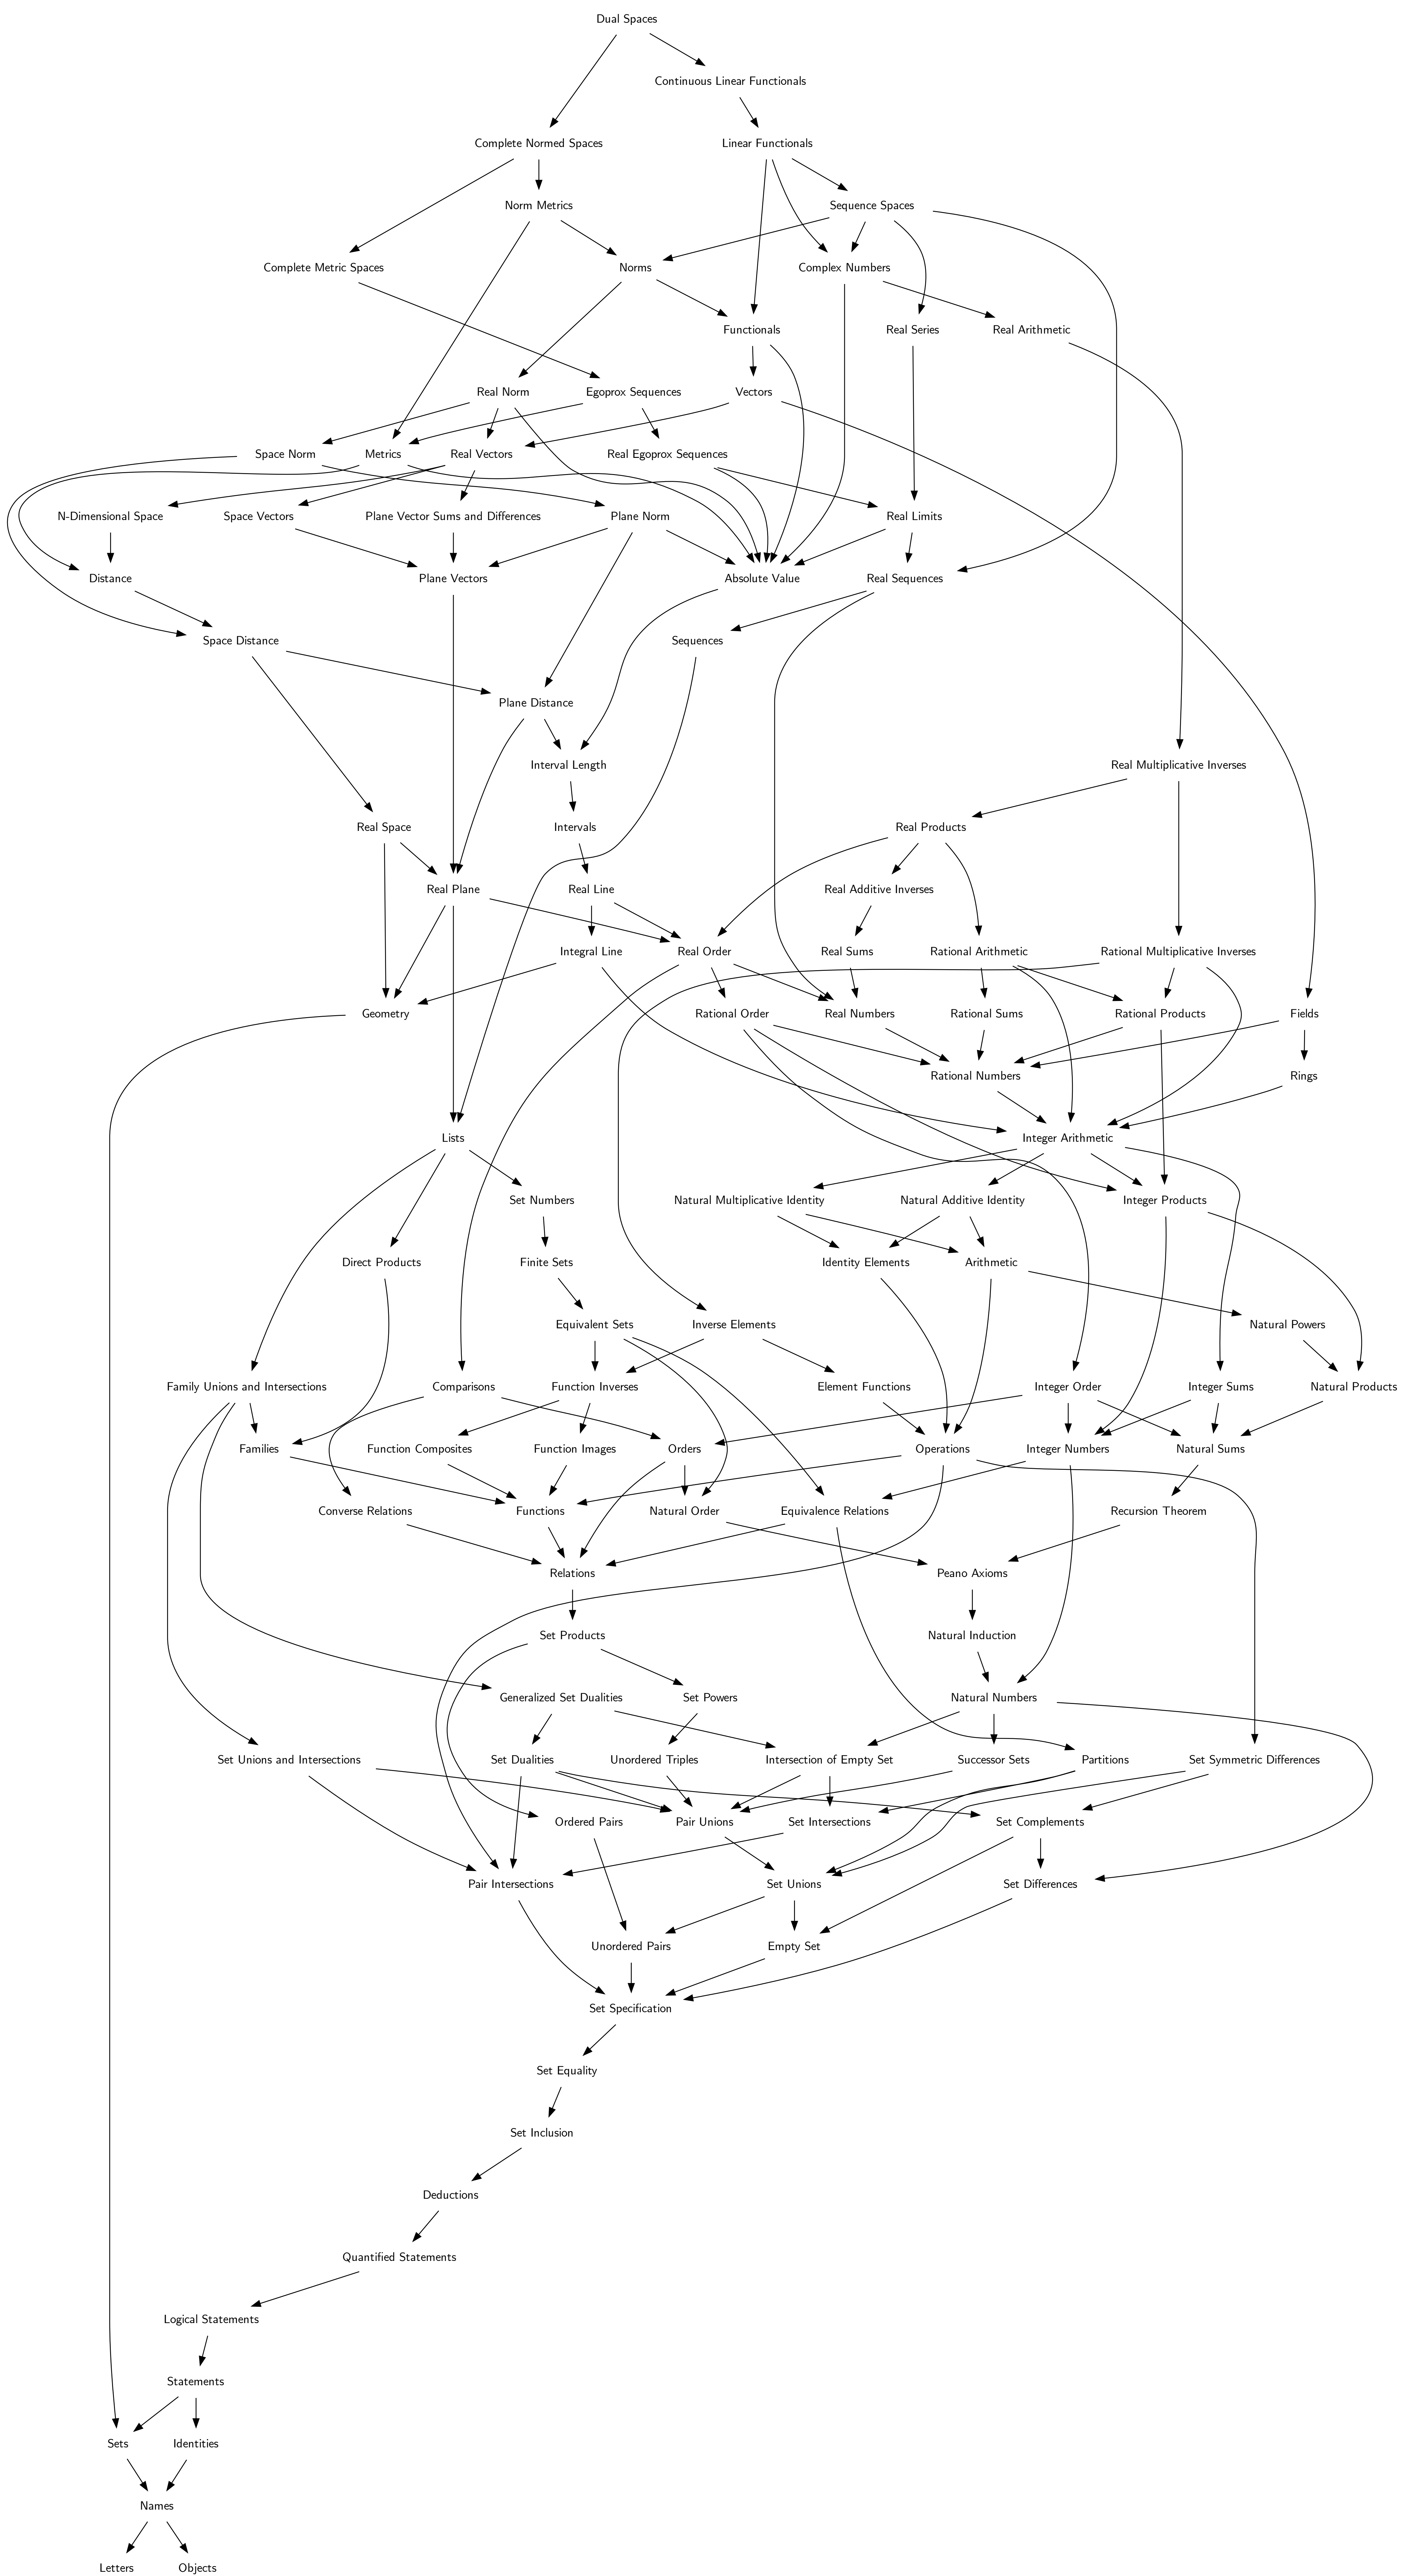 Dual Spaces
Continuous Linear Functionals
Complete Normed Spaces
Linear Functionals
Norm Metrics
Sequence Spaces
Complete Metric Spaces
Norms
Complex Numbers
Functionals
Real Series
Real Arithmetic
Real Norm
Egoprox Sequences
Vectors
Space Norm
Metrics
Real Vectors
Real Egoprox Sequences
N-Dimensional Space
Space Vectors
Plane Vector Sums and Differences
Plane Norm
Real Limits
Distance
Plane Vectors
Absolute Value
Real Sequences
Space Distance
Sequences
Plane Distance
Interval Length
Real Multiplicative Inverses
Real Space
Intervals
Real Products
Real Plane
Real Line
Real Additive Inverses
Integral Line
Real Order
Real Sums
Rational Arithmetic
Rational Multiplicative Inverses
Geometry
Rational Order
Real Numbers
Rational Sums
Rational Products
Fields
Rational Numbers
Rings
Lists
Integer Arithmetic
Set Numbers
Natural Multiplicative Identity
Natural Additive Identity
Integer Products
Direct Products
Finite Sets
Identity Elements
Arithmetic
Equivalent Sets
Inverse Elements
Natural Powers
Family Unions and Intersections
Comparisons
Function Inverses
Element Functions
Integer Order
Integer Sums
Natural Products
Families
Function Composites
Function Images
Orders
Operations
Integer Numbers
Natural Sums
Converse Relations
Functions
Natural Order
Equivalence Relations
Recursion Theorem
Relations
Peano Axioms
Set Products
Natural Induction
Generalized Set Dualities
Set Powers
Natural Numbers
Set Unions and Intersections
Set Dualities
Unordered Triples
Intersection of Empty Set
Successor Sets
Partitions
Set Symmetric Differences
Ordered Pairs
Pair Unions
Set Intersections
Set Complements
Pair Intersections
Set Unions
Set Differences
Unordered Pairs
Empty Set
Set Specification
Set Equality
Set Inclusion
Deductions
Quantified Statements
Logical Statements
Statements
Sets
Identities
Names
Letters
Objects